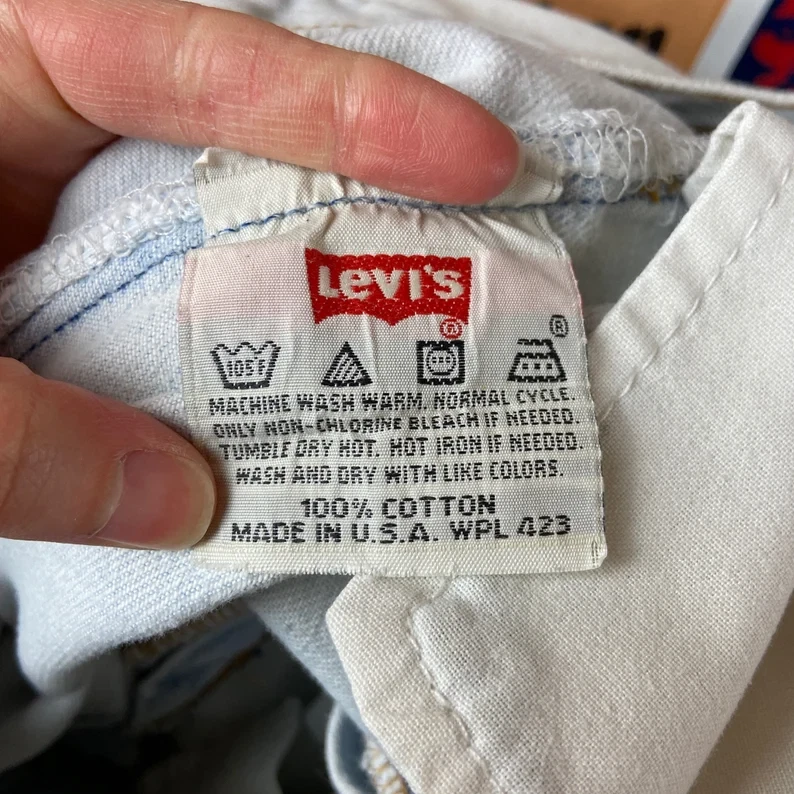 Levi's
®
®
105F
MACHINE WASH WARM. NORMAL CYCLE.
ONLY NON-CHLORINE BLEACH IF NEEDED.
TUMBLE DRY HOT. HOT IRON IF NEEDED.
WASH AND DRY WITH LIKE COLORS.
100% COTTON
MADE IN U.S.A. WPL 423